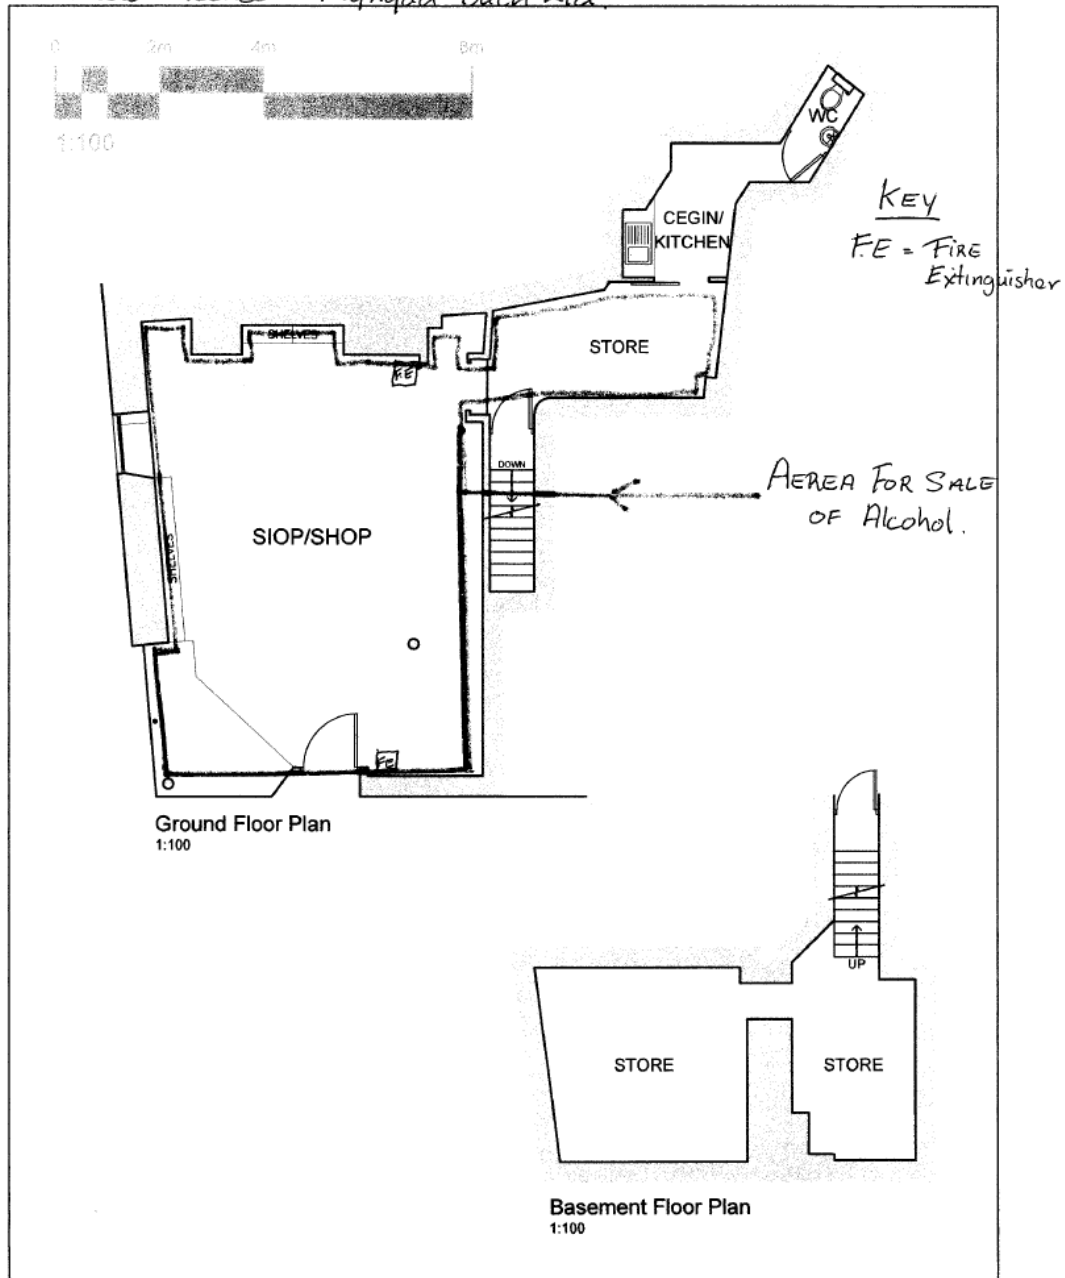 0 2m 4m 8m
1:100
WC
KEY
F.E = FIRE
Extinguisher
CEGIN/
KITCHEN
SHELVES
STORE
F.E
DOWN
AEREA FOR SALE
OF Alcohol.
SIOP/SHOP
SHELVES
FE
Ground Floor Plan
1:100
UP
STORE
STORE
Basement Floor Plan
1:100